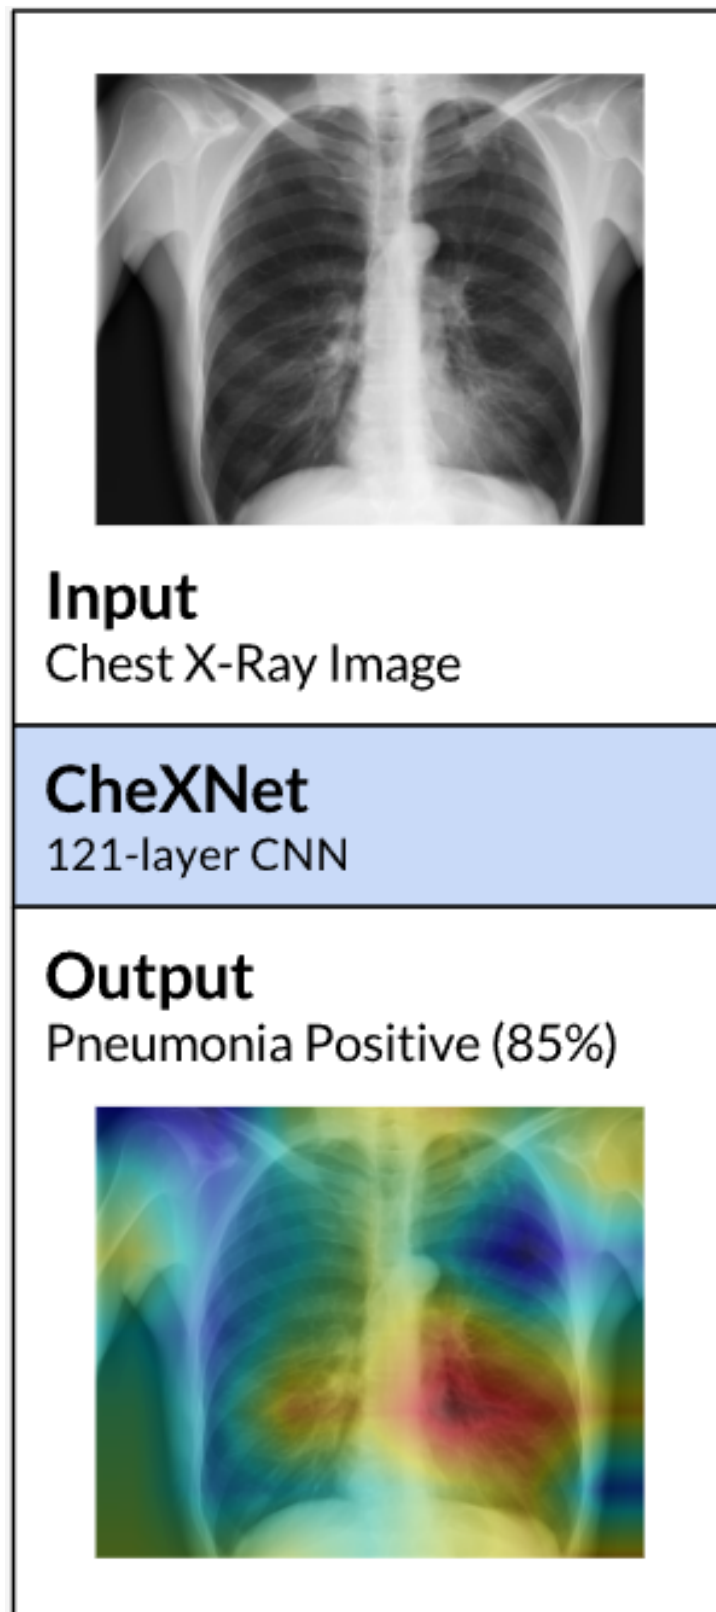 Input
Chest X-Ray Image
CheXNet
121-layer CNN
Output
Pneumonia Positive (85%)